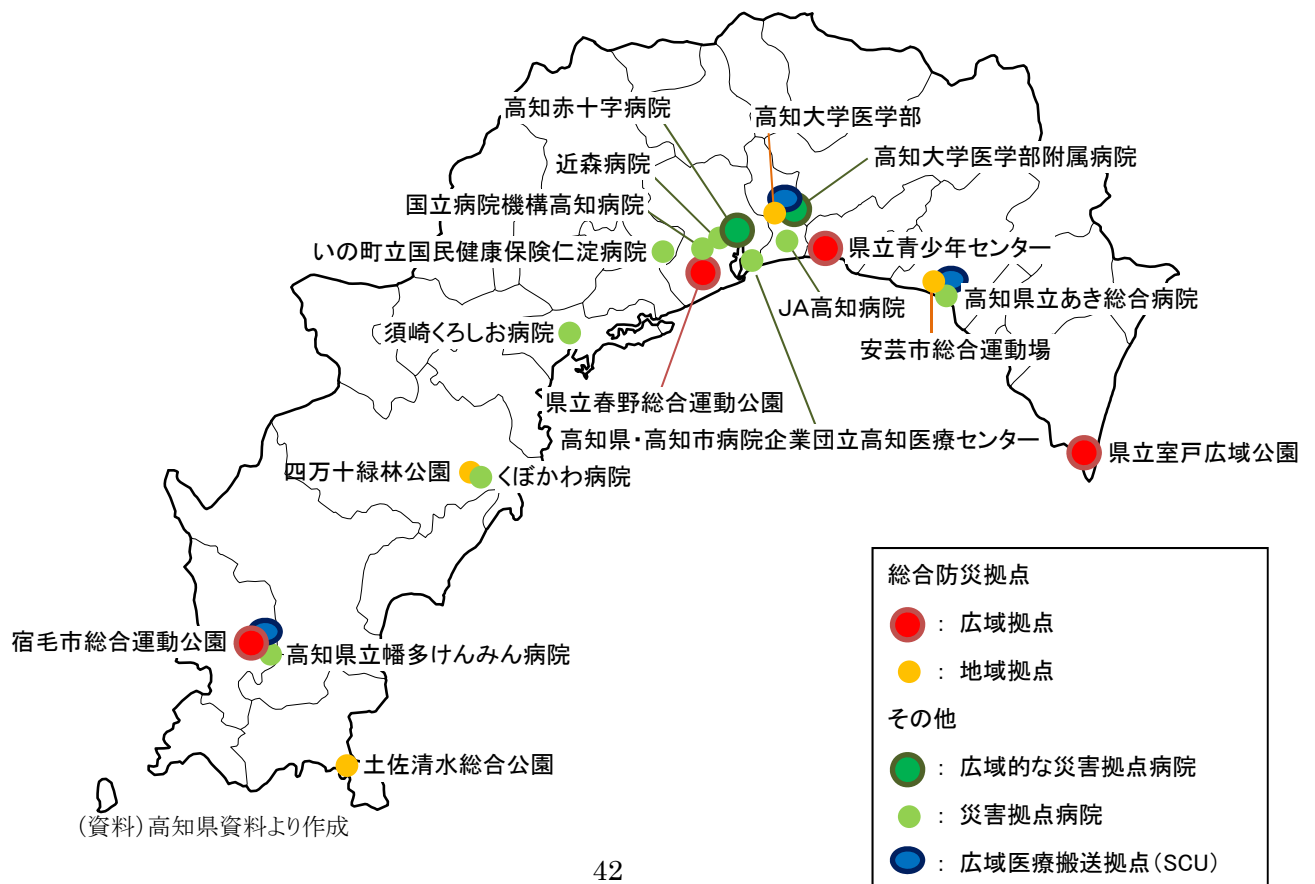 高知赤十字病院
高知大学医学部
近森病院
高知大学医学部附属病院
国立病院機構高知病院
いの町立国民健康保険仁淀病院
県立青少年センター
JA高知病院
高知県立あき総合病院
須崎くろしお病院
安芸市総合運動場
県立春野総合運動公園
高知県・高知市病院企業団立高知医療センター
県立室戸広域公園
四万十緑林公園
くぼかわ病院
宿毛市総合運動公園
高知県立幡多けんみん病院
土佐清水総合公園
総合防災拠点
: 広域拠点
: 地域拠点
その他
: 広域的な災害拠点病院
: 災害拠点病院
: 広域医療搬送拠点(SCU)
(資料)高知県資料より作成
42